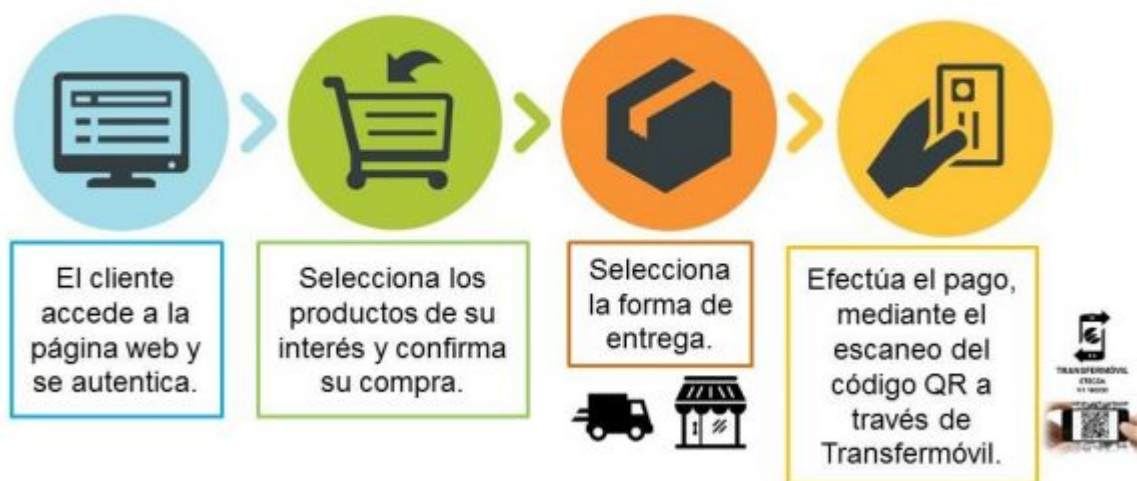 El cliente
accede a la
página web y
se autentica.
Selecciona los
productos de su
interés y confirma
su compra.
Selecciona
la forma de
entrega.
Efectúa el pago,
mediante el
escaneo del
código QR a
través de
Transfermóvil.
TRANSFERMÓVIL
ETECSA